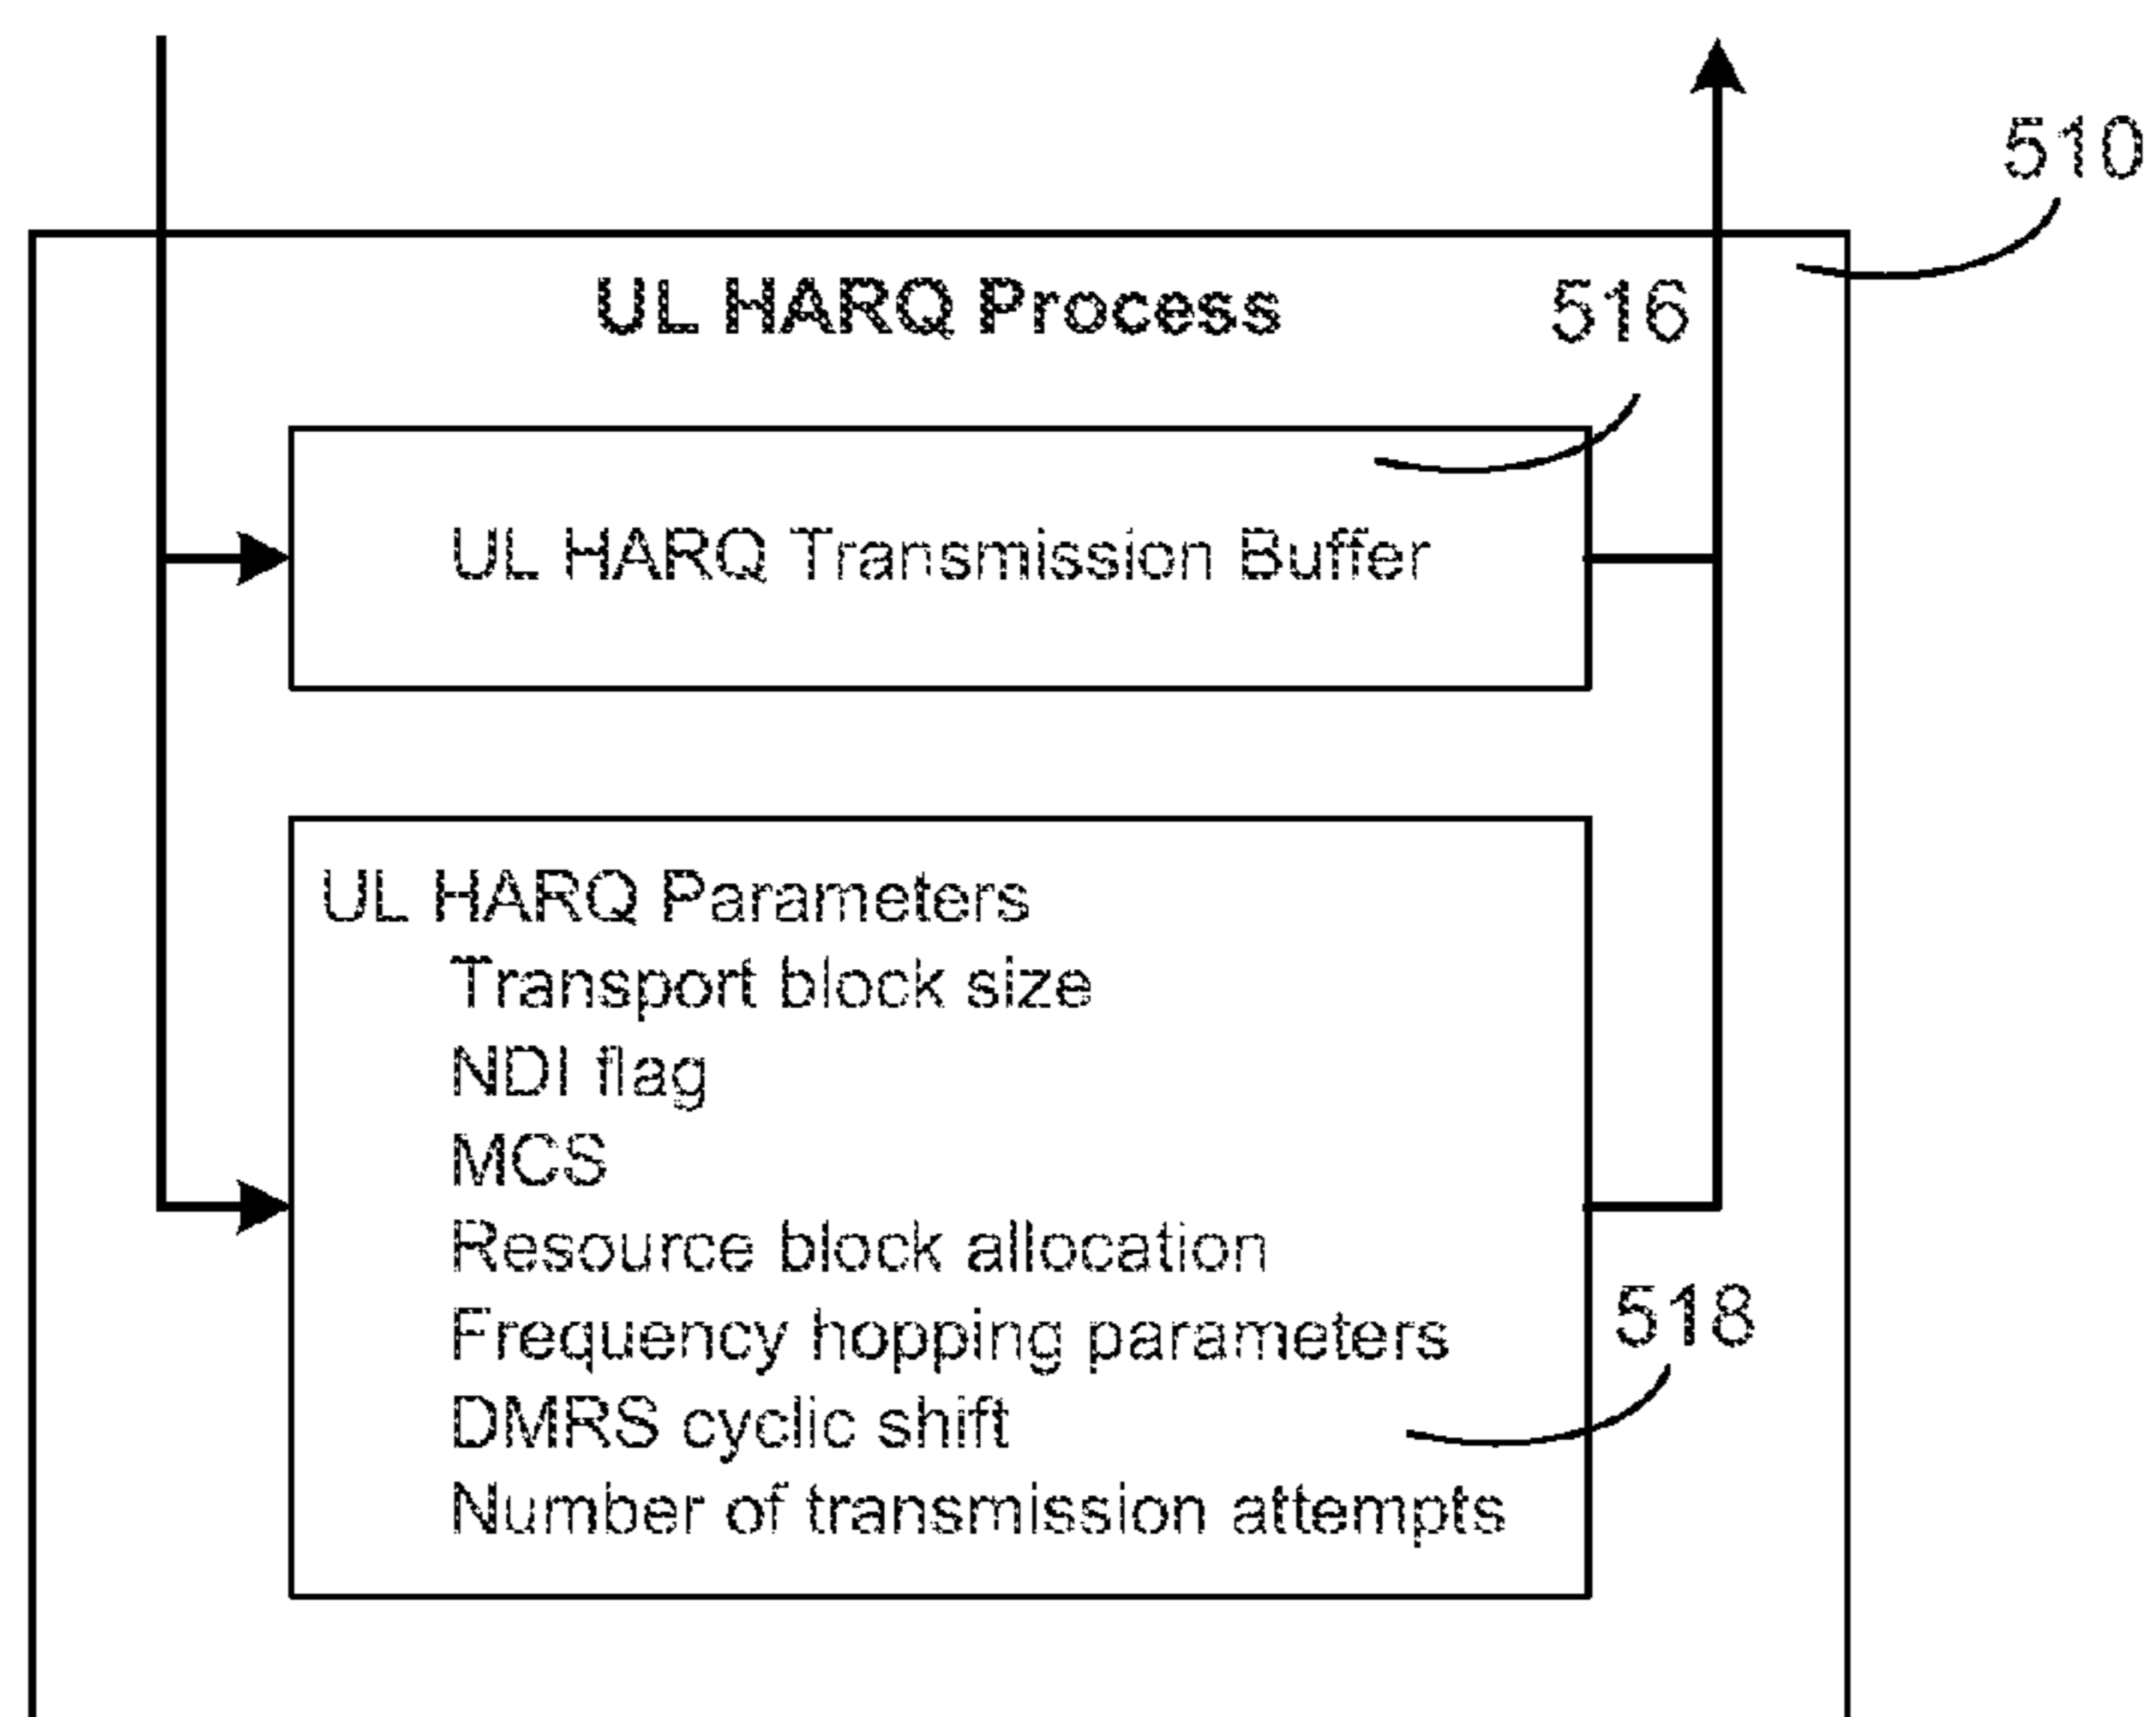 510
UL HARQ Process
516
UL HARQ Transmission Buffer
UL HARQ Parameters
Transport block size
NDI flag
MCS
Resource block allocation
Frequency hopping parameters
518
DMRS cyclic shift
Number of transmission attempts